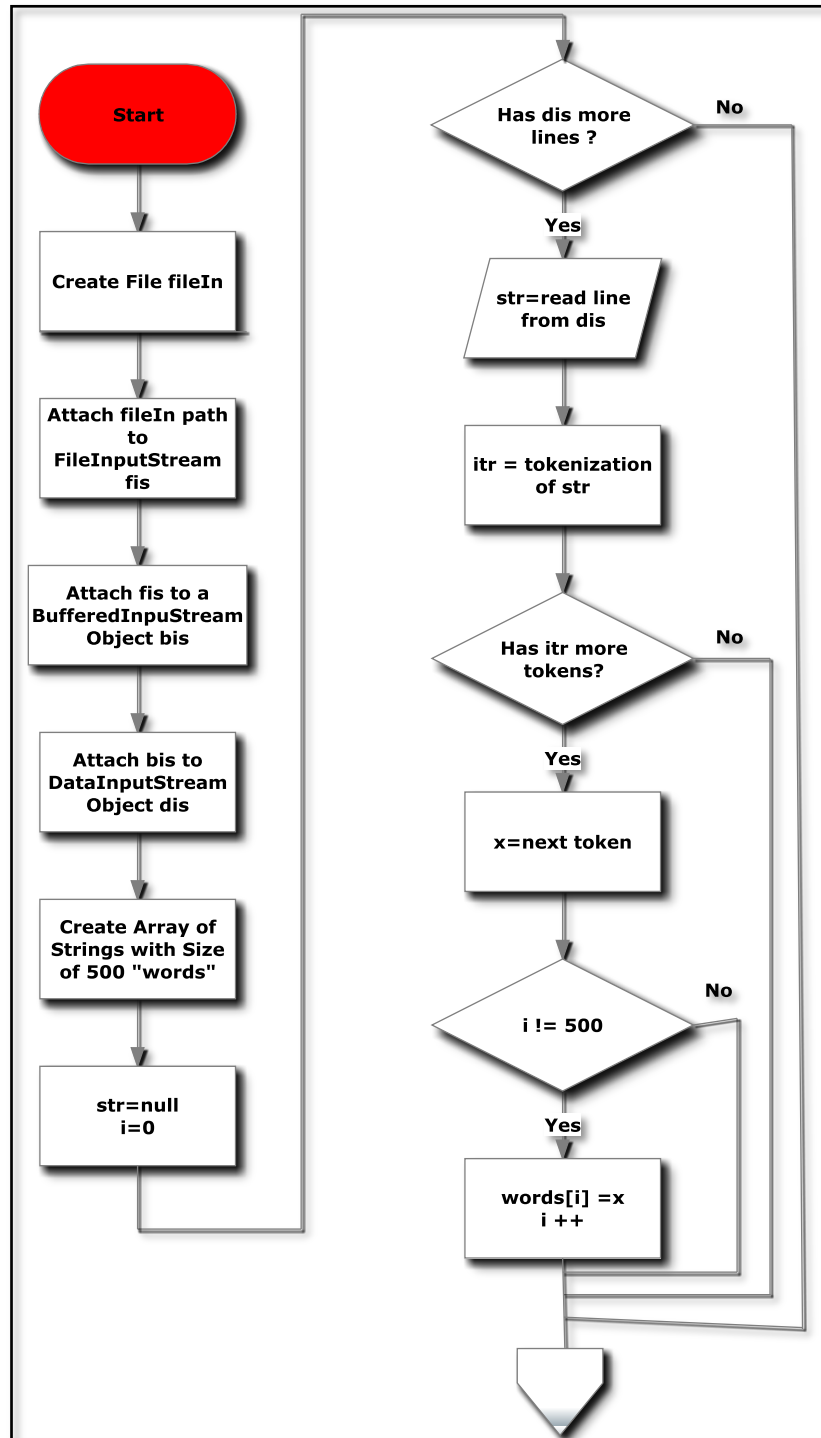 Start
Create File fileIn
Attach fileIn path
to
FileInputStream
fis
Attach fis to a
BufferedInpuStream
Object bis
Attach bis to
DataInputStream
Object dis
Create Array of
Strings with Size
of 500 "words"
str=null
i=0
Has dis more
lines ?
No
Yes
str=read line
from dis
itr = tokenization
of str
Has itr more
tokens?
No
Yes
x=next token
i != 500
No
Yes
words[i] =x
i ++